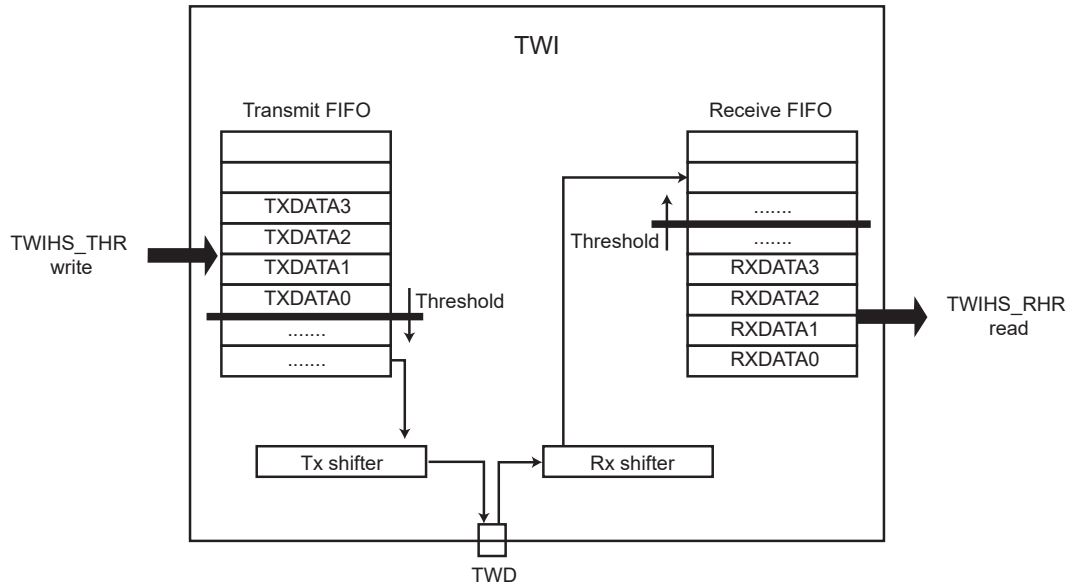 TWI
Transmit FIFO
Receive FIFO
TXDATA3
TXDATA2
TXDATA1
TXDATA0
.......
.......
Threshold
TWIHS_THR
write
.......
.......
RXDATA3
RXDATA2
RXDATA1
RXDATA0
Threshold
TWIHS_RHR
read
Tx shifter
Rx shifter
TWD